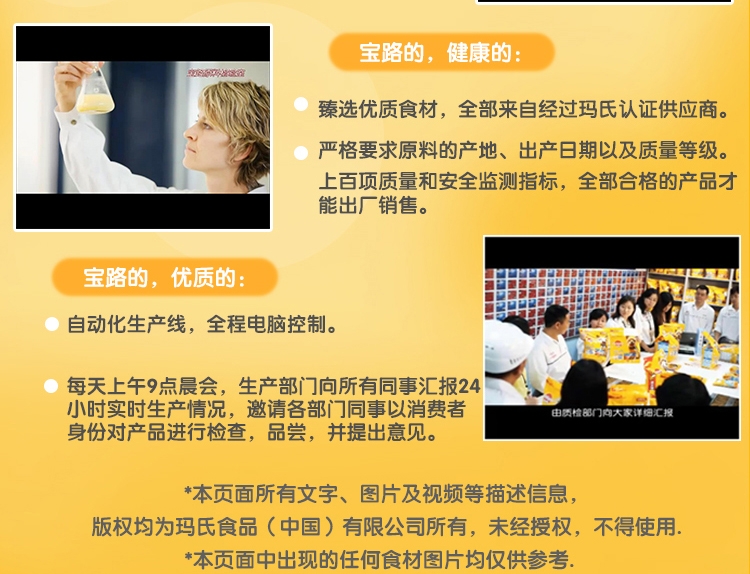 宝路的，健康的：
臻选优质食材，全部来自经过玛氏认证供应商。
严格要求原料的产地、出产日期以及质量等级。
上百项质量和安全监测指标，全部合格的产品才
能出厂销售。
宝路的，优质的：
自动化生产线，全程电脑控制。
每天上午9点晨会，生产部门向所有同事汇报24
小时实时生产情况，邀请各部门同事以消费者
身份对产品进行检查，品尝，并提出意见。
由质检部门向大家详细汇报
*本页面所有文字、图片及视频等描述信息，
版权均为玛氏食品（中国）有限公司所有，未经授权，不得使用.
*本页面中出现的任何食材图片均仅供参考.